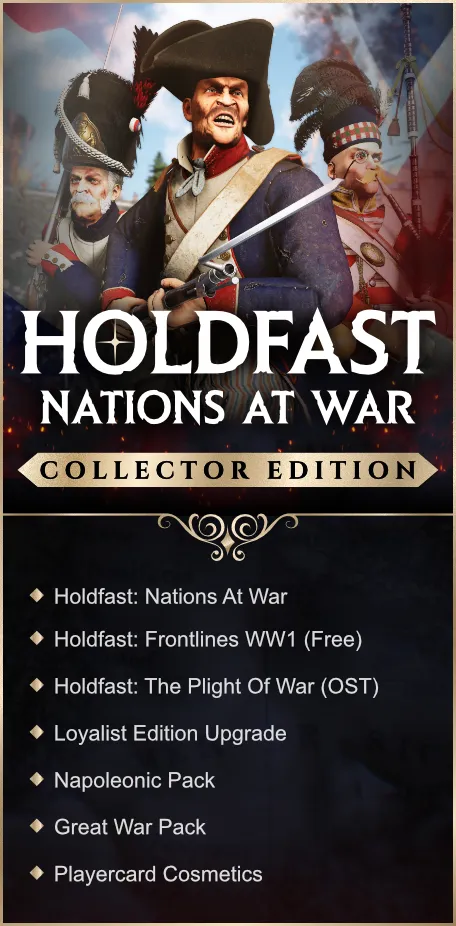 HOLDFAST
NATIONS AT WAR
COLLECTOR EDITION
Holdfast: Nations At War
Holdfast: Frontlines WW1 (Free)
Holdfast: The Plight Of War (OST)
Loyalist Edition Upgrade
Napoleonic Pack
Great War Pack
Playercard Cosmetics